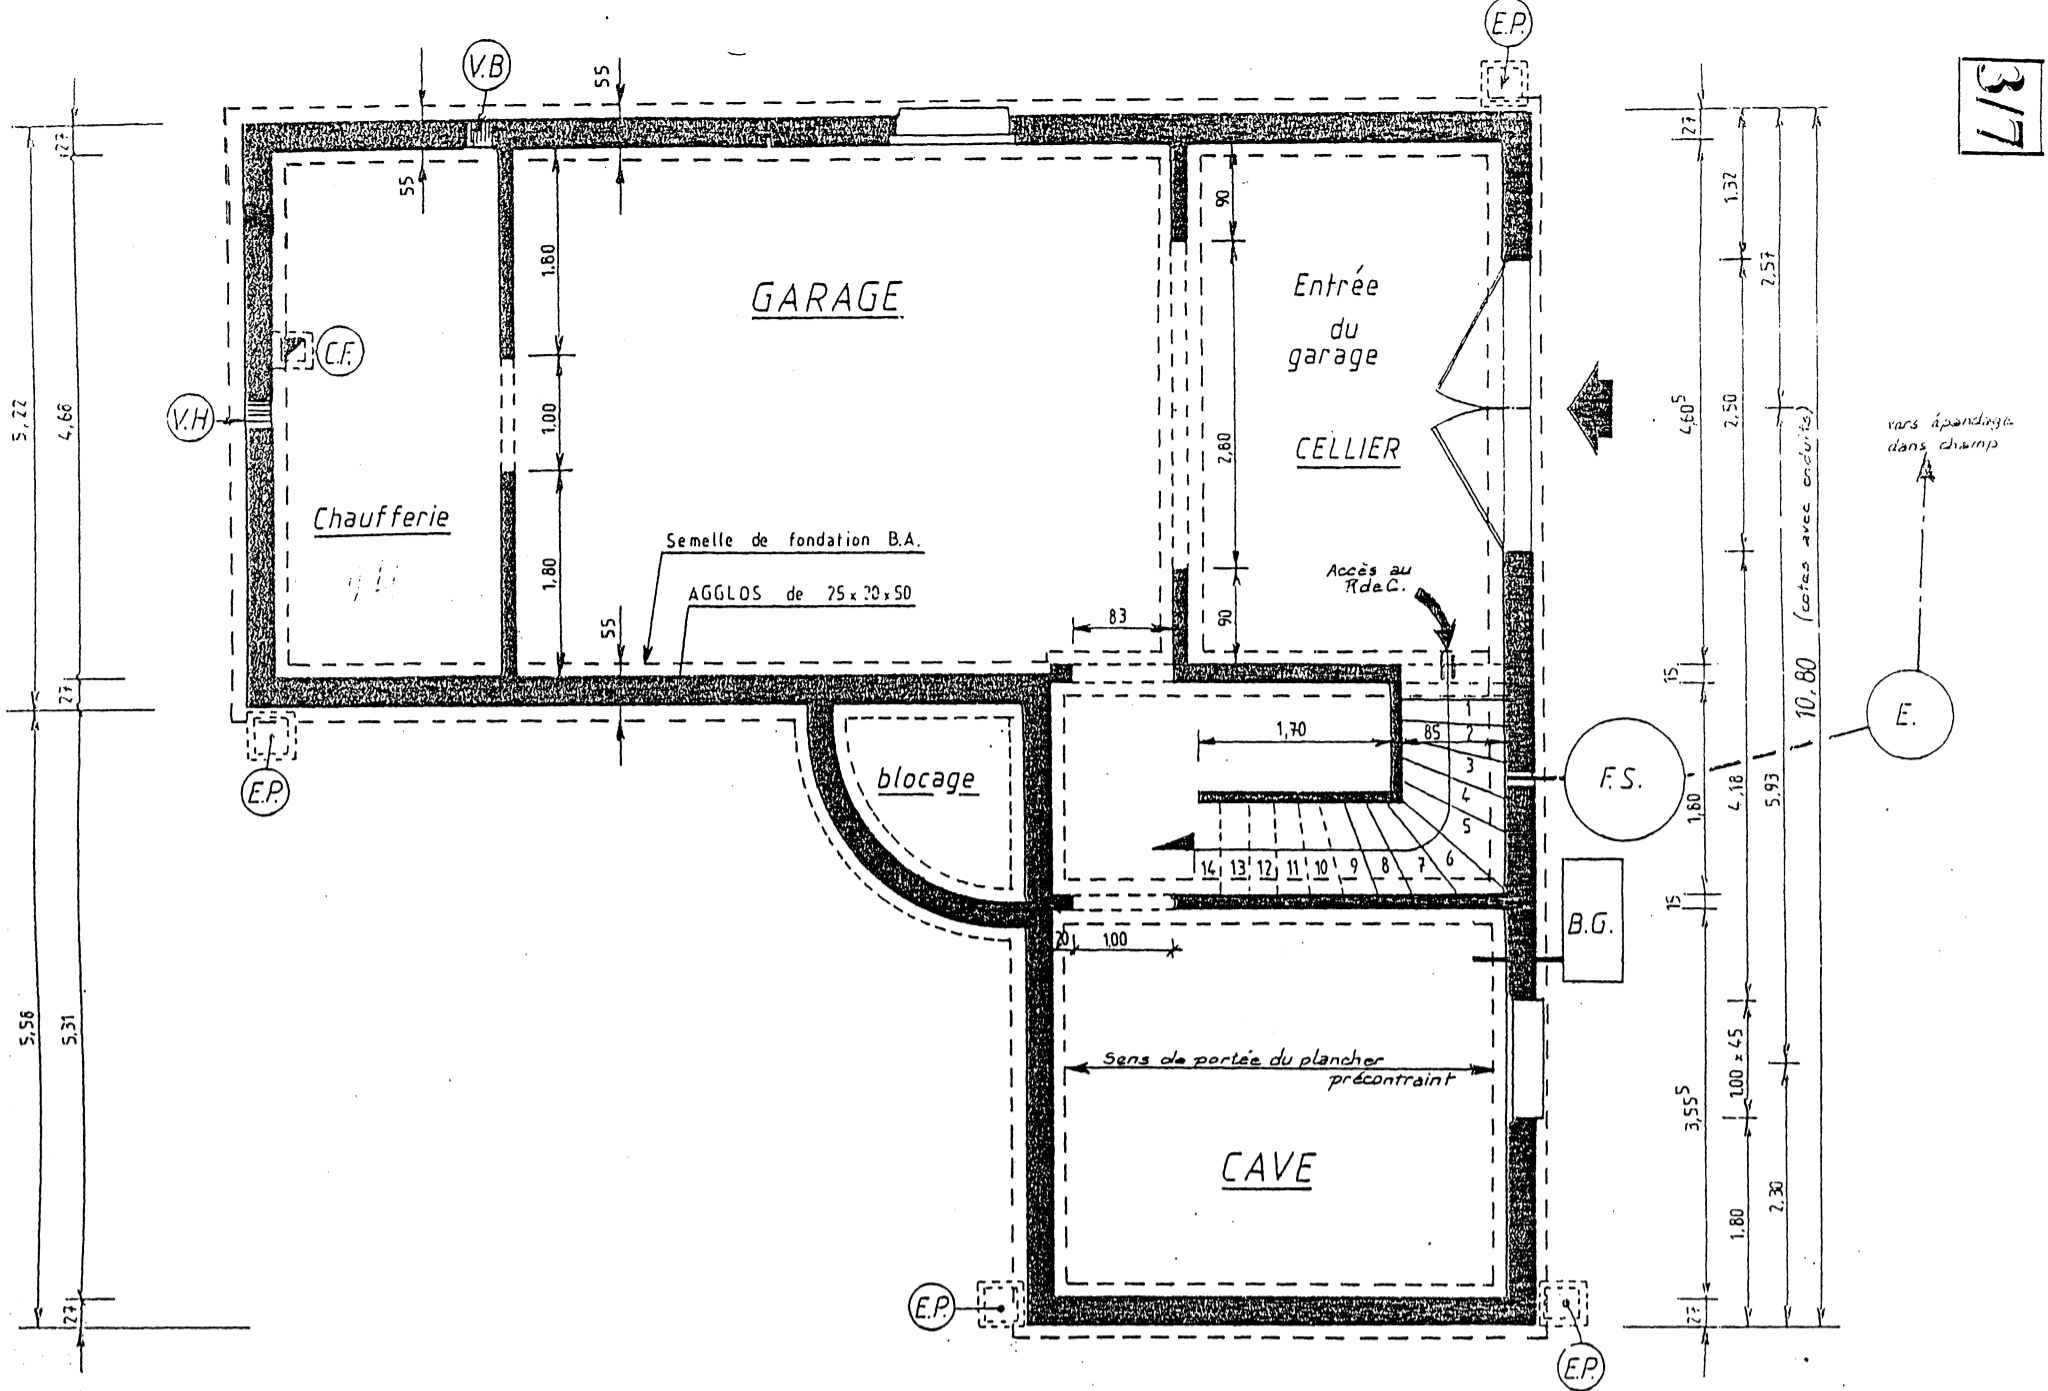 3/7
E.P.
V.B
55
55
27
27
1.32
90
1.80
2,57
GARAGE
Entrée
du
garage
C.F.
V.H
5,22
4,68
1.00
2,80
CELLIER
4,60⁵
2,50
vers épandage
dans champ
Chaufferie
Semelle de fondation B.A.
AGGLOS de 25 x 20 x 50
1,80
55
83
90
Accès au
R de C.
10.80 (cotes avec enduits)
27
15
1
2
3
4
5
6
7
8
9
10
11
12
13
14
1,70
85
E.
F.S.
E.P.
blocage
1,80
4,18
5,93
15
B.G.
20
1.00
5,58
5,31
Sens de portée du plancher
précontraint
1.00 x 45
3,55⁵
CAVE
1.80
2.30
27
27
E.P.
E.P.